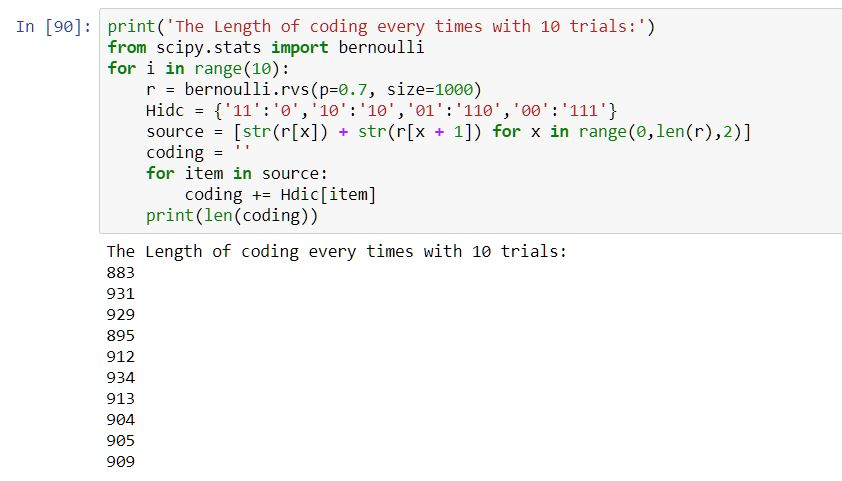 In [90]: print('The Length of coding every times with 10 trials:')
from scipy.stats import bernoulli
for i in range(10):
    r = bernoulli.rvs(p=0.7, size=1000)
    Hidc = {'11':'0','10':'10','01':'110','00':'111'}
    source = [str(r[x]) + str(r[x + 1]) for x in range(0,len(r),2)]
    coding = ''
    for item in source:
        coding += Hdic[item]
    print(len(coding))
The Length of coding every times with 10 trials:
883
931
929
895
912
934
913
904
905
909